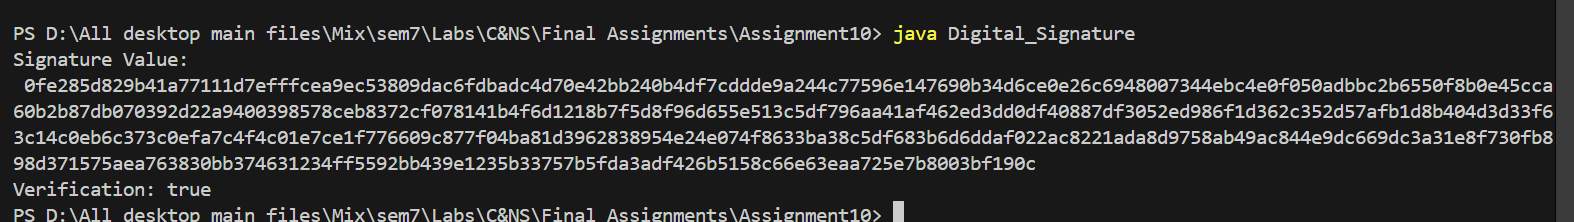 PS D:\All desktop main files\Mix\sem7\Labs\C&NS\Final Assignments\Assignment10> java Digital_Signature
Signature Value:
 0fe285d829b41a77111d7efffcea9ec53809dac6fdbadc4d70e42bb240b4df7cddde9a244c77596e147690b34d6ce0e26c6948007344ebc4e0f050adbbc2b6550f8b0e45cca
60b2b87db070392d22a9400398578ceb8372cf078141b4f6d1218b7f5d8f96d655e513c5df796aa41af462ed3dd0df40887df3052ed986f1d362c352d57afb1d8b404d3d33f6
3c14c0eb6c373c0efa7c4f4c01e7ce1f776609c877f04ba81d3962838954e24e074f8633ba38c5df683b6d6ddaf022ac8221ada8d9758ab49ac844e9dc669dc3a31e8f730fb8
98d371575aea763830bb374631234ff5592bb439e1235b33757b5fda3adf426b5158c66e63eaa725e7b8003bf190c
Verification: true
PS D:\All desktop main files\Mix\sem7\Labs\C&NS\Final Assignments\Assignment10>